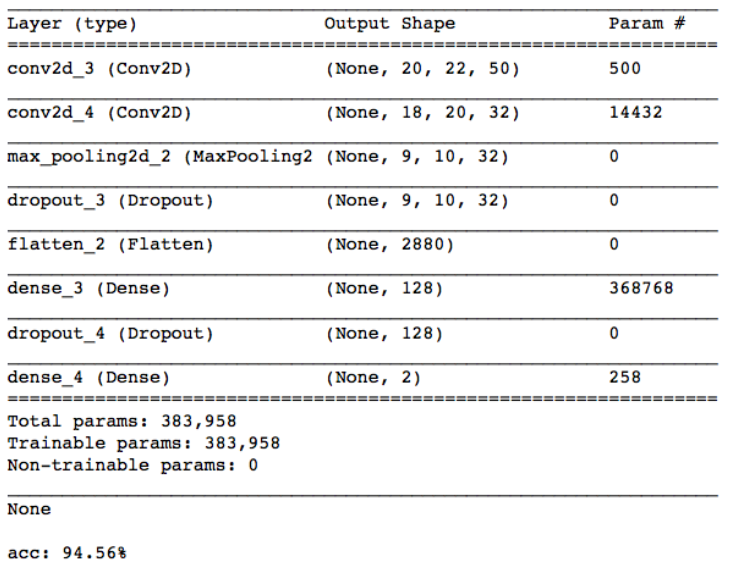 Layer (type) Output Shape Param #
=================================================================
conv2d_3 (Conv2D) (None, 20, 22, 50) 500
conv2d_4 (Conv2D) (None, 18, 20, 32) 14432
max_pooling2d_2 (MaxPooling2 (None, 9, 10, 32) 0
dropout_3 (Dropout) (None, 9, 10, 32) 0
flatten_2 (Flatten) (None, 2880) 0
dense_3 (Dense) (None, 128) 368768
dropout_4 (Dropout) (None, 128) 0
dense_4 (Dense) (None, 2) 258
=================================================================
Total params: 383,958
Trainable params: 383,958
Non-trainable params: 0
None
acc: 94.56%